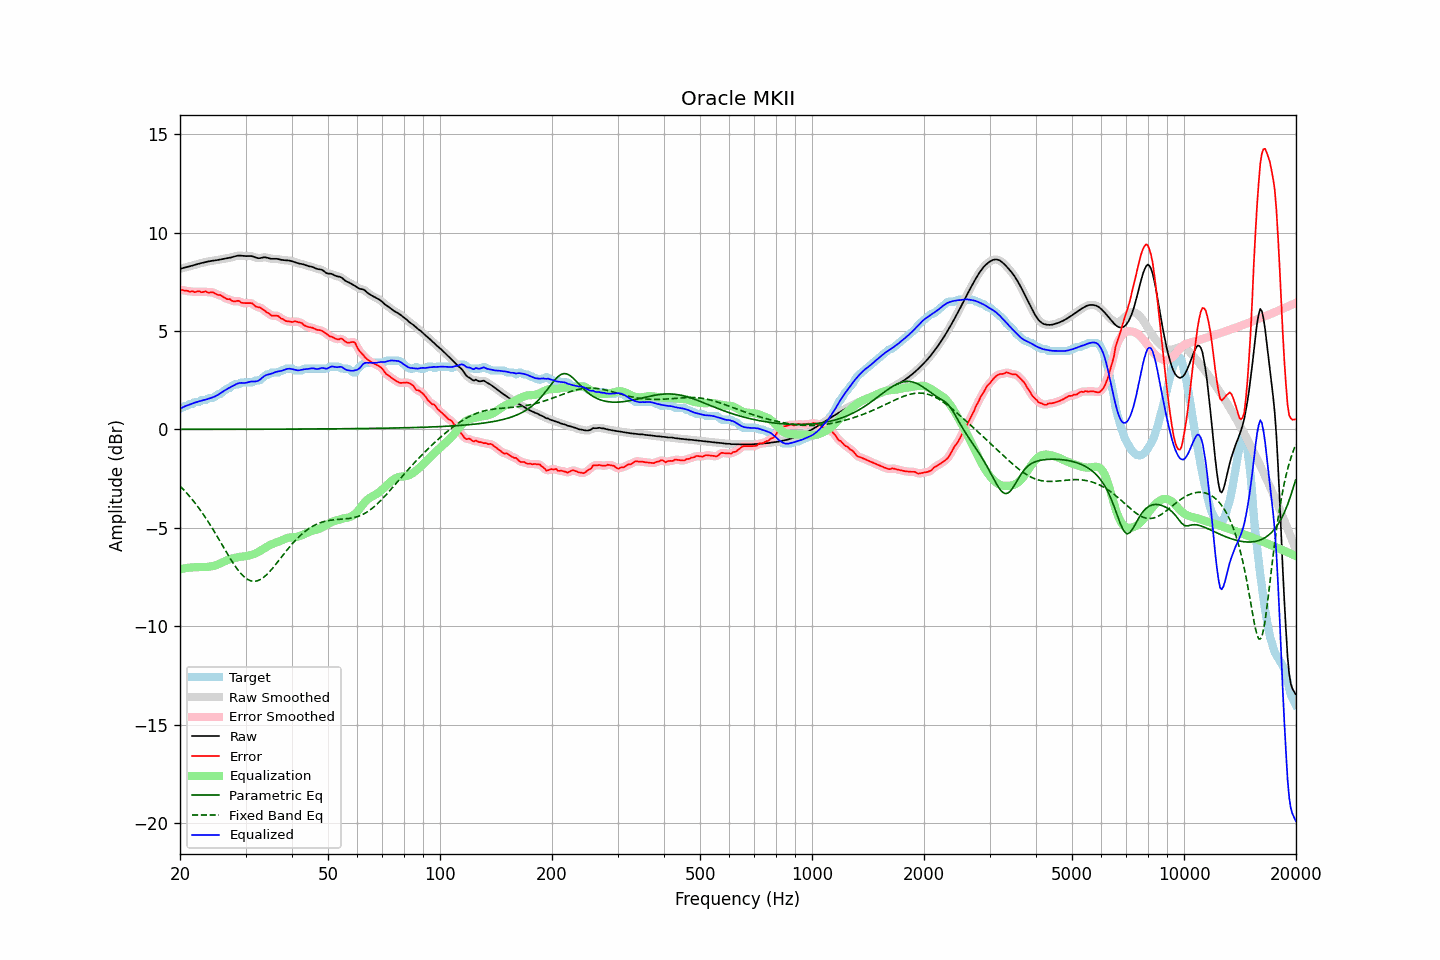 Oracle MKII
15
10
5
0
−5
−10
−15
−20
Amplitude (dBr)
Target
Raw Smoothed
Error Smoothed
Raw
Error
Equalization
Parametric Eq
Fixed Band Eq
Equalized
20 50 100 200 500 1000 2000 5000 10000 20000
Frequency (Hz)